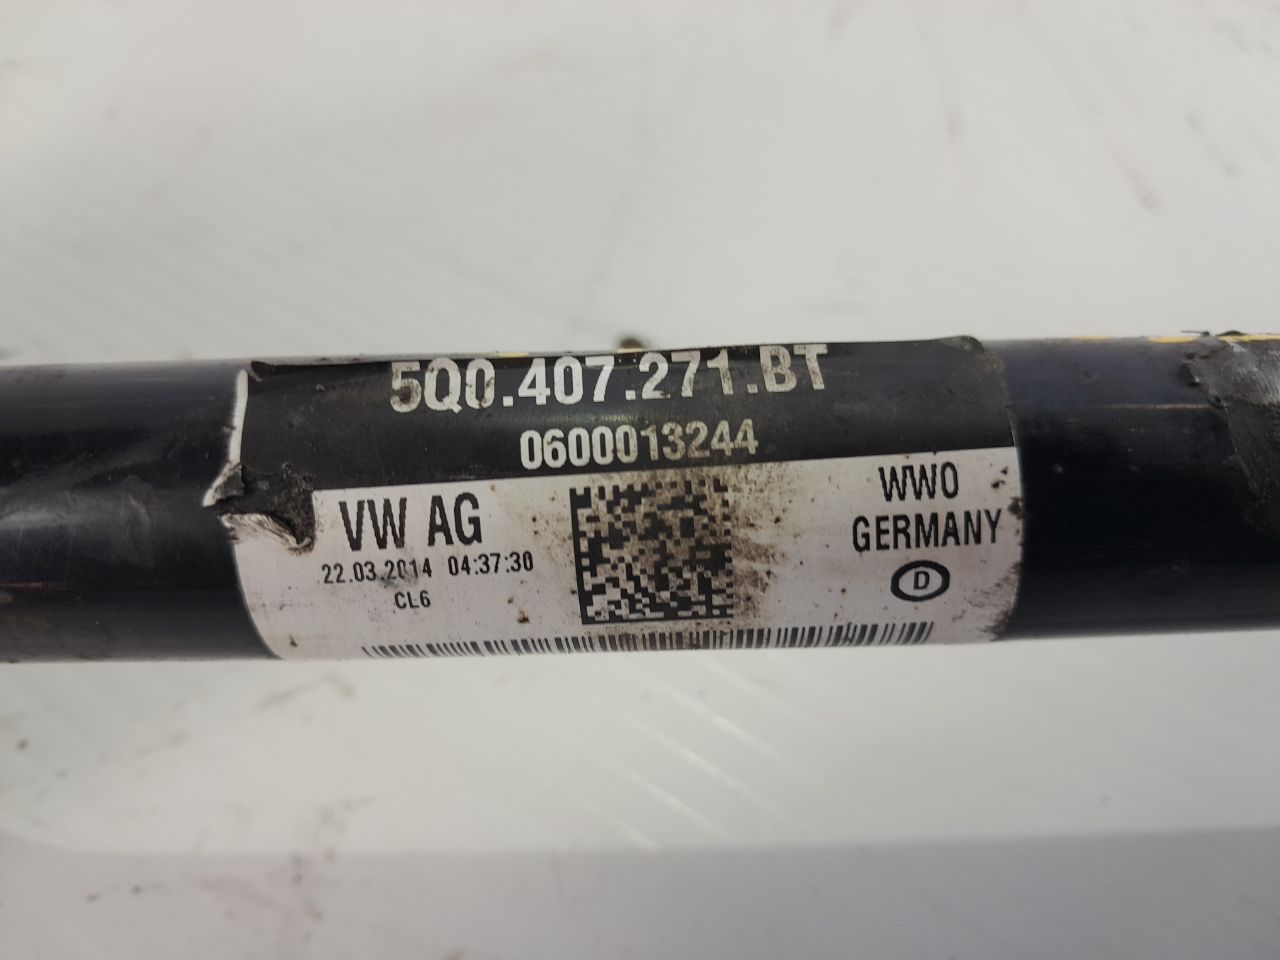 5Q0.407.271.BT
0600013244
VW AG
22.03.2014 04:37:30
CL6
WWO
GERMANY
D